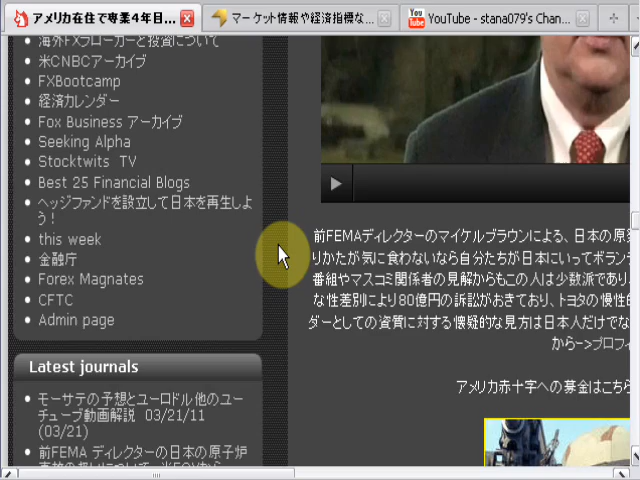 アメリカ在住で専業4年目...
マーケット情報や経済指標な...
YouTube - stana079's Chan...
海外FXブローカーと投資について
米CNBCアーカイブ
FXBootcamp
経済カレンダー
Fox Business アーカイブ
Seeking Alpha
Stocktwits TV
Best 25 Financial Blogs
ヘッジファンドを設立して日本を再生しよ
う!
this week
金融庁
Forex Magnates
CFTC
Admin page
Latest journals
モーサテの予想とユーロドル他のユー
チューブ動画解説 03/21/11
(03/21)
前FEMA ディレクターの日本の原子炉
前FEMAディレクターのマイケルブラウンによる、日本の原
りかたが気に食わないなら自分たちが日本にいってボラン
番組やマスコミ関係者の見解からもこの人は少数派であり
な性差別により80億円の訴訟がおきており、トヨタの慢性的
ダーとしての資質に対する懐疑的な見方は日本人だけでな
から->プロフィ
アメリカ赤十字への募金はこちら